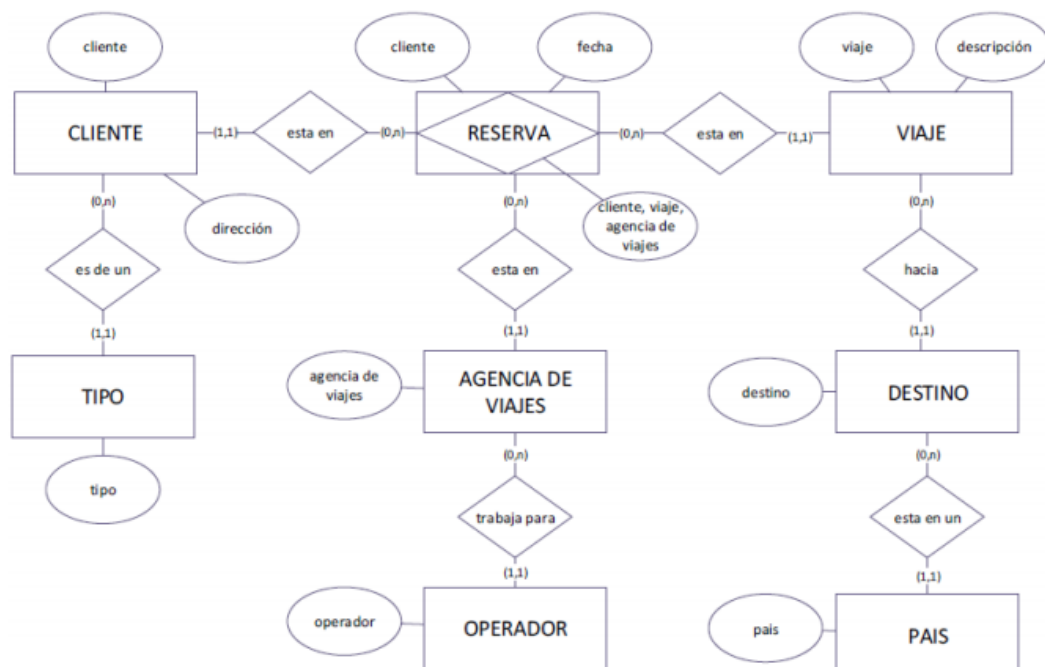 cliente
cliente
fecha
viaje
descripción
CLIENTE
(1,1)
esta en
(0,n)
RESERVA
(0,n)
esta en
(1,1)
VIAJE
(0,n)
dirección
(0,n)
cliente, viaje,
agencia de
viajes
(0,n)
es de un
esta en
hacia
(1,1)
(1,1)
(1,1)
TIPO
agencia de
viajes
AGENCIA DE
VIAJES
destino
DESTINO
(0,n)
(0,n)
tipo
trabaja para
esta en un
(1,1)
(1,1)
operador
OPERADOR
pais
PAIS